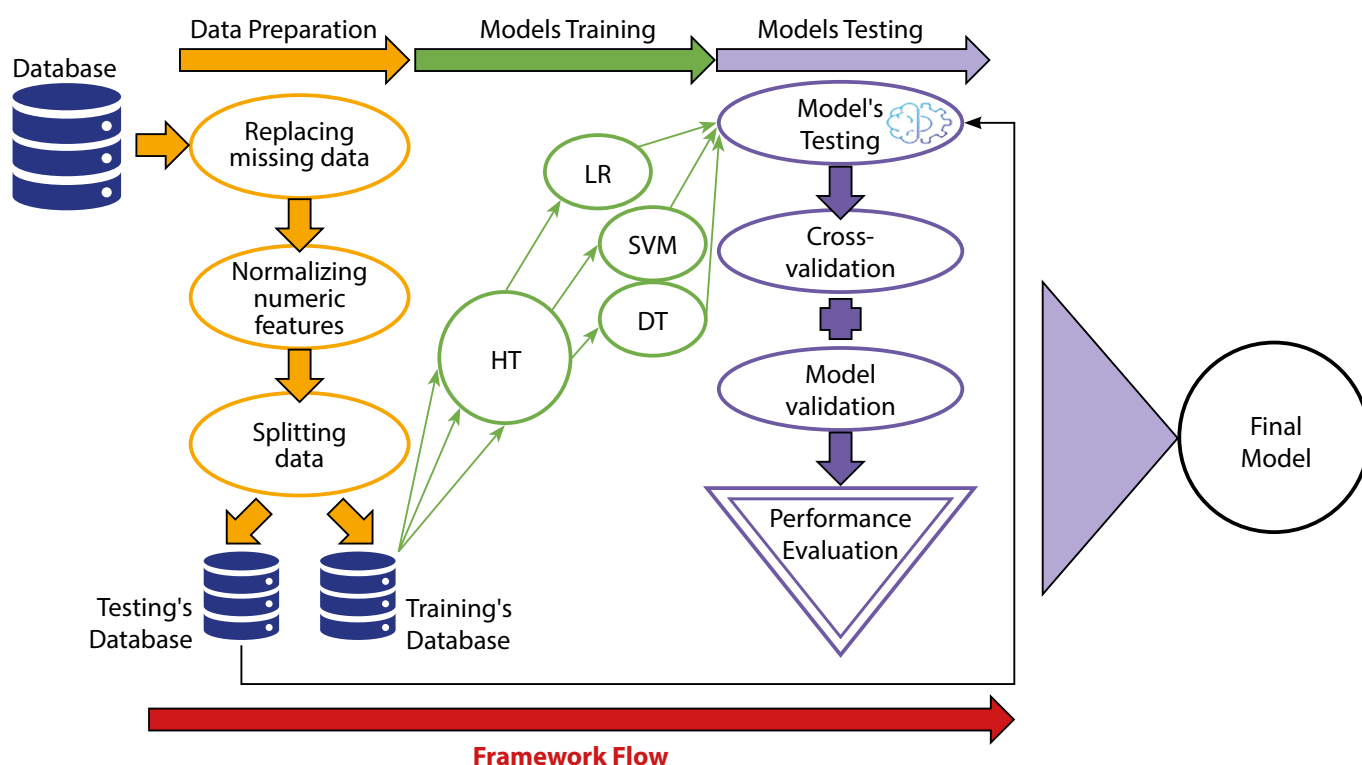 Data Preparation
Models Training
Models Testing
Database
Replacing
missing data
Normalizing
numeric
features
Splitting
data
Testing's
Database
Training's
Database
HT
LR
SVM
DT
Model's
Testing
Cross-
validation
Model
validation
Performance
Evaluation
Final
Model
Framework Flow